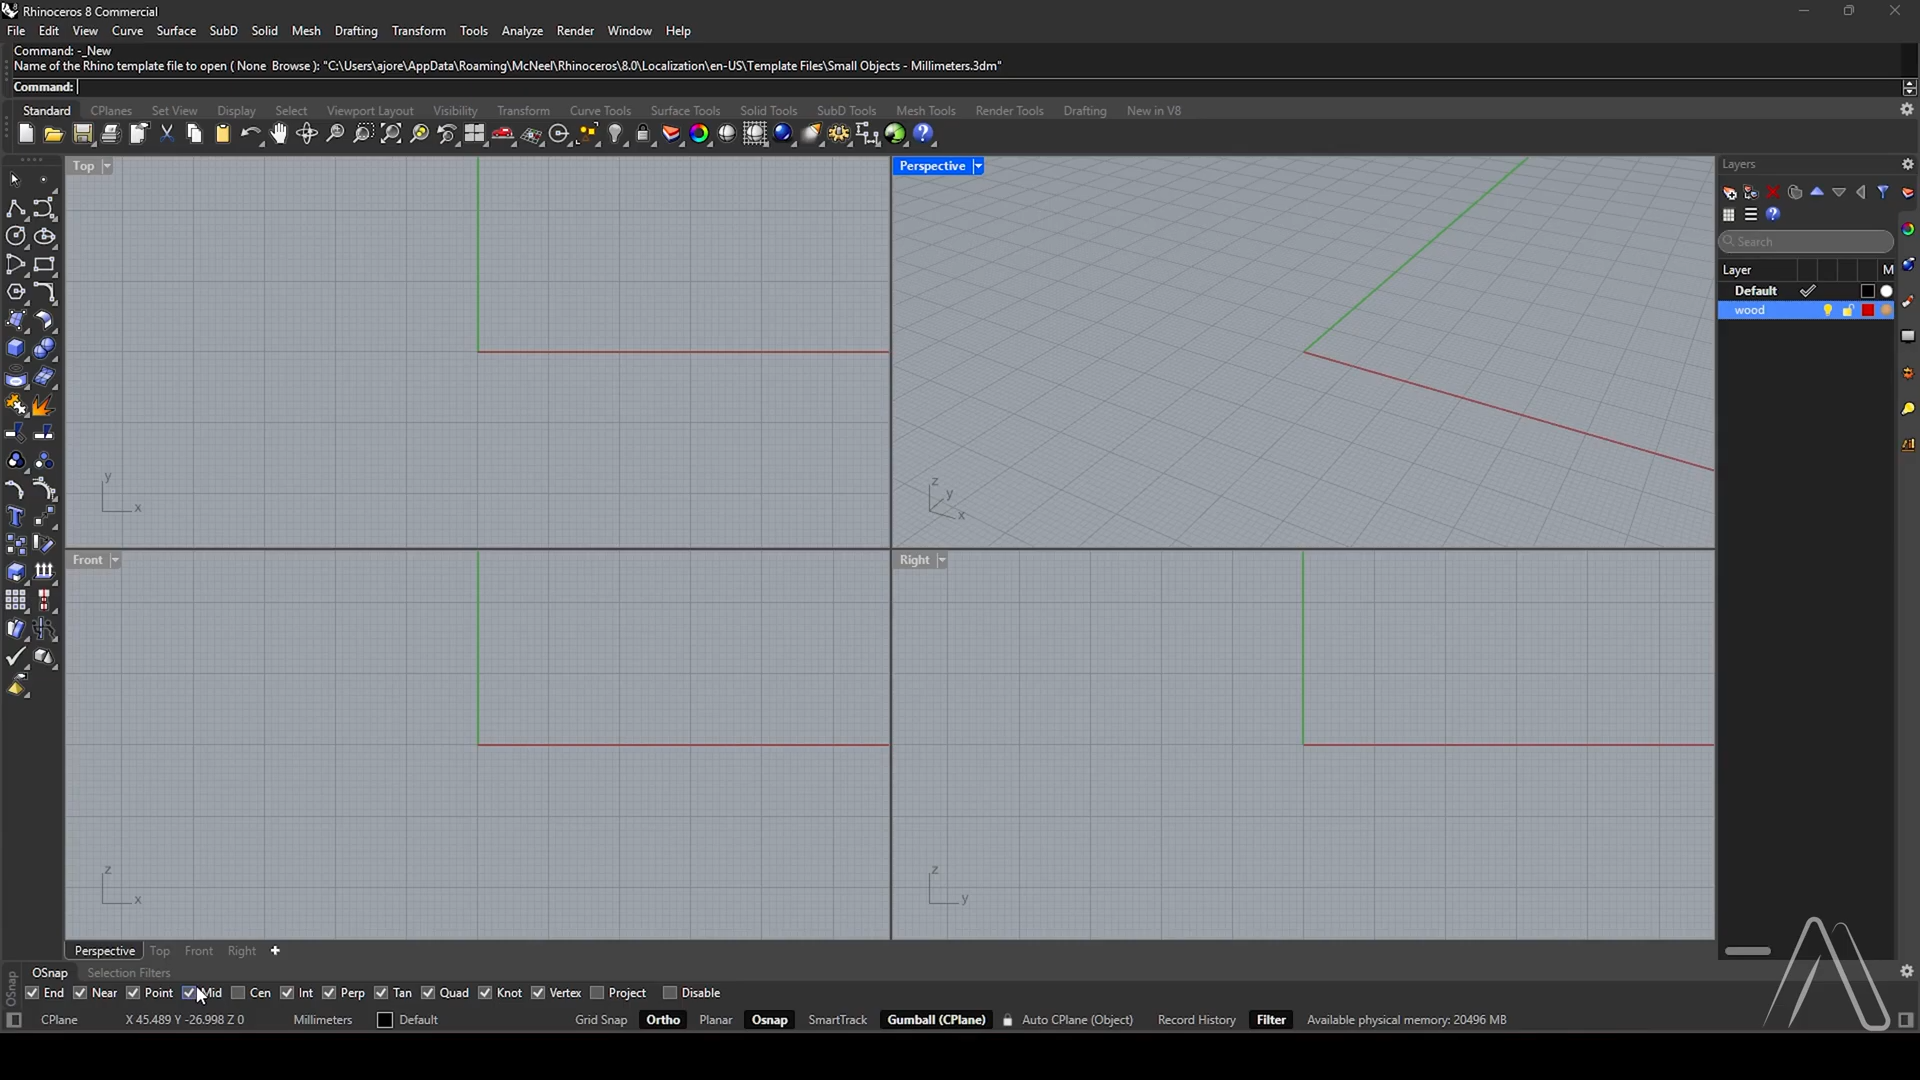 Rhinoceros 8 Commercial
File Edit View Curve Surface SubD Solid Mesh Drafting Transform Tools Analyze Render Window Help
Command: -_New
Name of the Rhino template file to open ( None Browse ): "C:\Users\ajore\AppData\Roaming\McNeel\Rhinoceros\8.0\Localization\en-US\Template Files\Small Objects - Millimeters.3dm"
Command:
Standard CPlanes Set View Display Select Viewport Layout Visibility Transform Curve Tools Surface Tools Solid Tools SubD Tools Mesh Tools Render Tools Drafting New in V8
Top Perspective Layers
Search
Layer M
Default
wood
y x
z y x
Front Right
z x
z y
Perspective Top Front Right
OSnap Selection Filters
OSnap
End Near Point Mid Cen Int Perp Tan Quad Knot Vertex Project Disable
CPlane X 45.489 Y -26.998 Z 0 Millimeters Default Grid Snap Ortho Planar Osnap SmartTrack Gumball (CPlane) Auto CPlane (Object) Record History Filter Available physical memory: 20496 MB